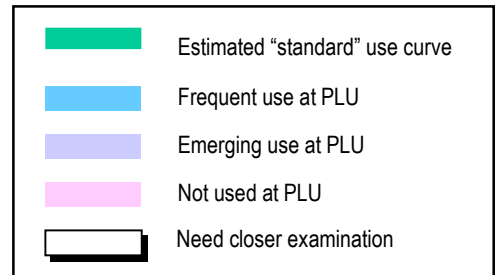 Estimated “standard” use curve
Frequent use at PLU
Emerging use at PLU
Not used at PLU
Need closer examination